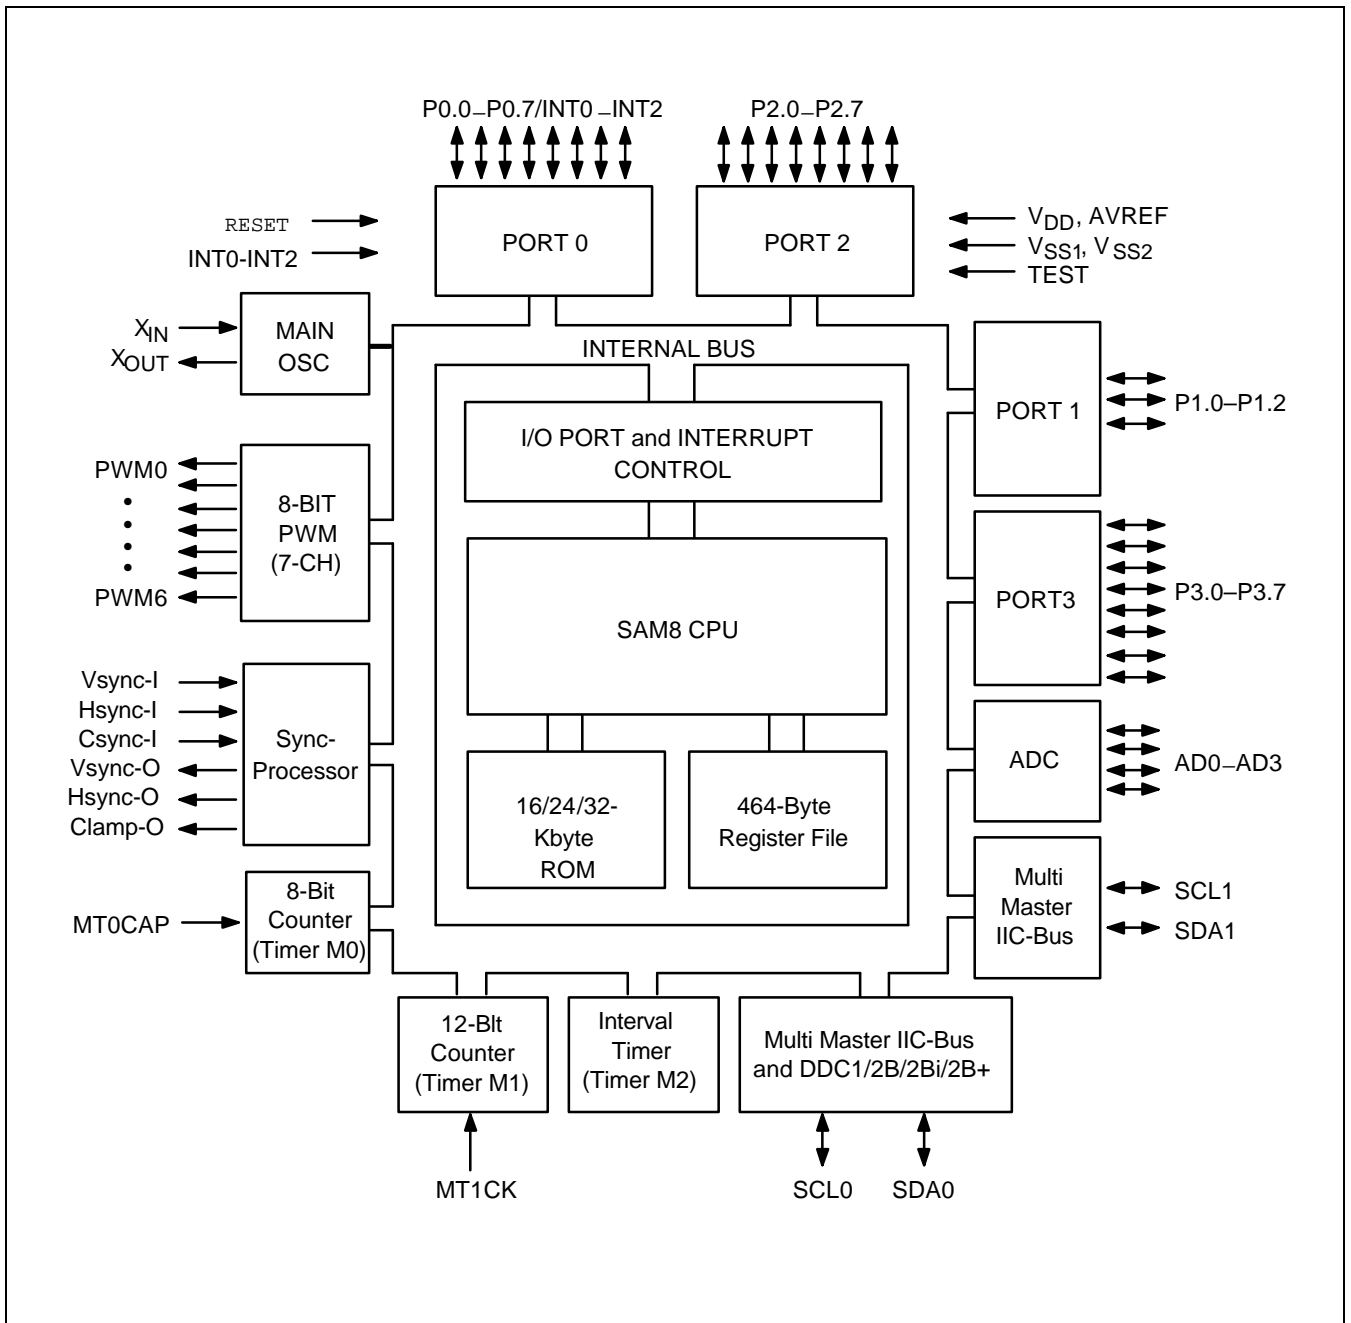 P0.0–P0.7/INT0–INT2
P2.0–P2.7
RESET
INT0-INT2
PORT 0
PORT 2
VDD, AVREF
VSS1, VSS2
TEST
XIN
XOUT
MAIN
OSC
INTERNAL BUS
PORT 1
P1.0–P1.2
I/O PORT and INTERRUPT
CONTROL
PWM0
PWM6
8-BIT
PWM
(7-CH)
SAM8 CPU
PORT3
P3.0–P3.7
Vsync-I
Hsync-I
Csync-I
Vsync-O
Hsync-O
Clamp-O
Sync-
Processor
16/24/32-
Kbyte
ROM
464-Byte
Register File
ADC
AD0–AD3
MT0CAP
8-Bit
Counter
(Timer M0)
Multi
Master
IIC-Bus
SCL1
SDA1
12-BIt
Counter
(Timer M1)
Interval
Timer
(Timer M2)
Multi Master IIC-Bus
and DDC1/2B/2Bi/2B+
MT1CK
SCL0
SDA0